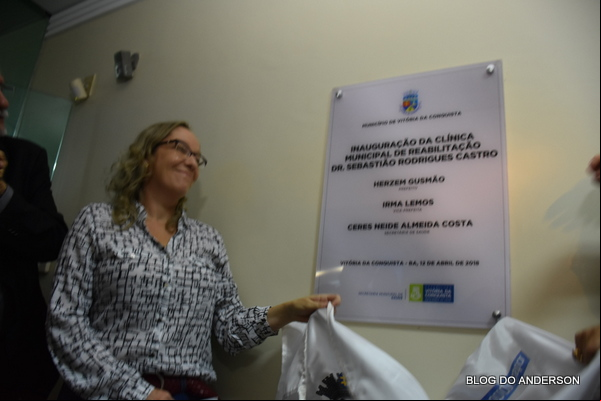 MUNICÍPIO DE VITÓRIA DA CONQUISTA
INAUGURAÇÃO DA CLÍNICA
MUNICIPAL DE REABILITAÇÃO
DR. SEBASTIÃO RODRIGUES CASTRO
HERZEM GUSMÃO
PREFEITO
IRMA LEMOS
VICE-PREFEITA
CERES NEIDE ALMEIDA COSTA
SECRETÁRIA DE SAÚDE
VITÓRIA DA CONQUISTA - BA, 12 DE ABRIL DE 2018
VITÓRIA DA CONQUISTA
BLOG DO ANDERSON